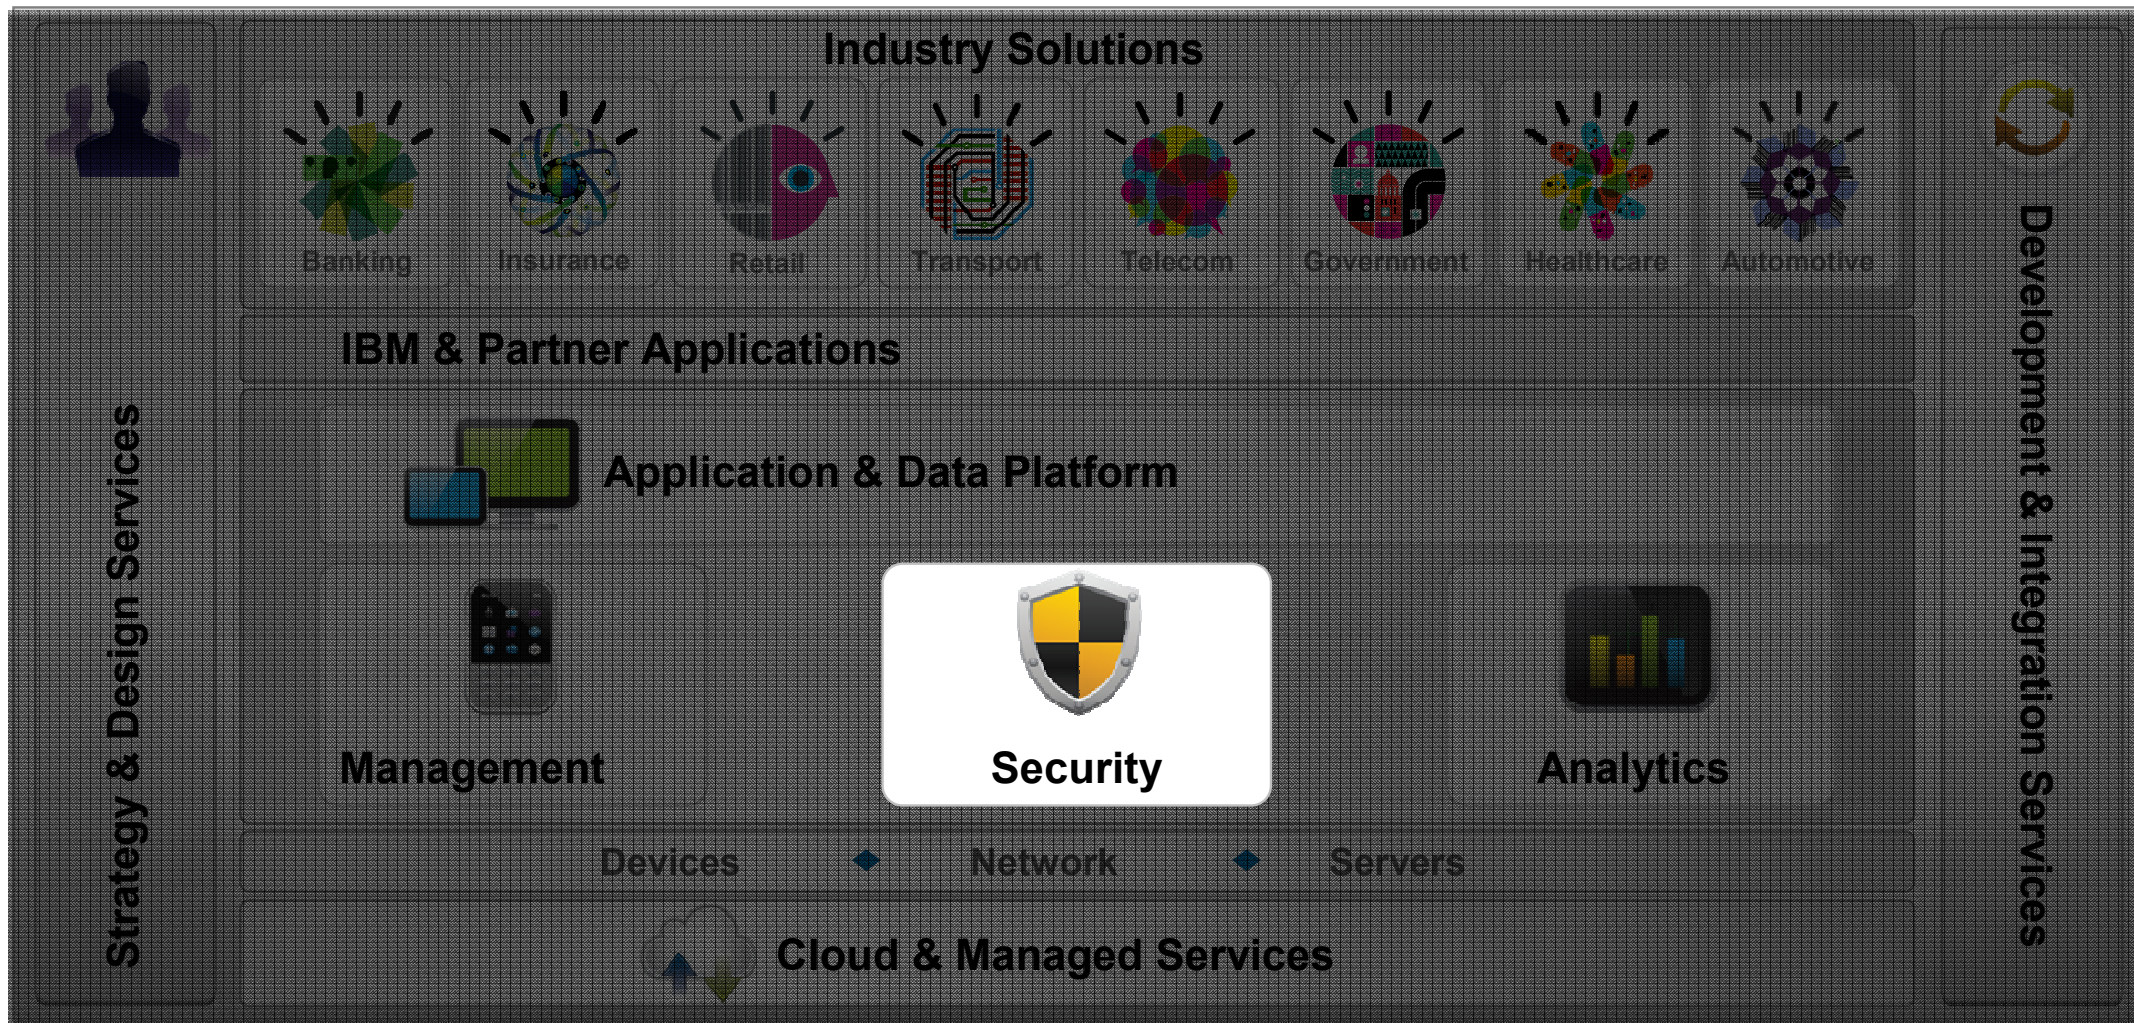 Industry Solutions
Banking
Insurance
Retail
Transport
Telecom
Government
Healthcare
Automotive
IBM & Partner Applications
Application & Data Platform
Management
Security
Analytics
Devices
Network
Servers
Cloud & Managed Services
Strategy & Design Services
Development & Integration Services